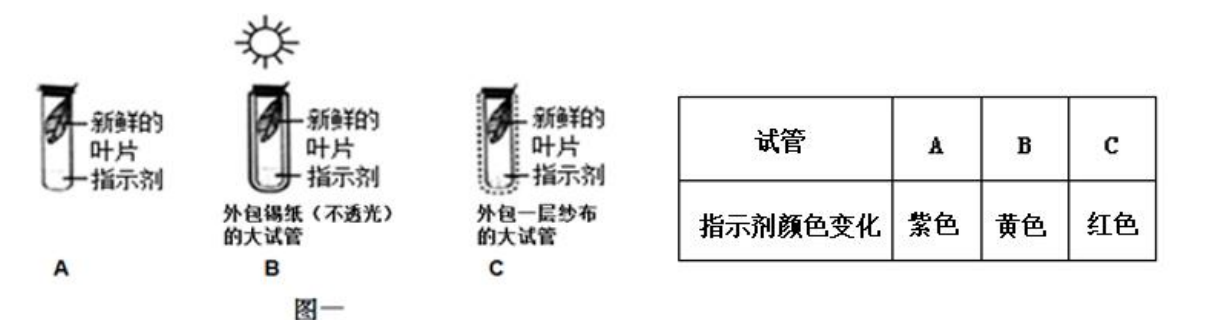 新鲜的
叶片
指示剂
新鲜的
叶片
指示剂
新鲜的
叶片
指示剂
外包锡纸（不透光）
的大试管
外包一层纱布
的大试管
A
B
C
图一
试管 A B C
指示剂颜色变化 紫色 黄色 红色